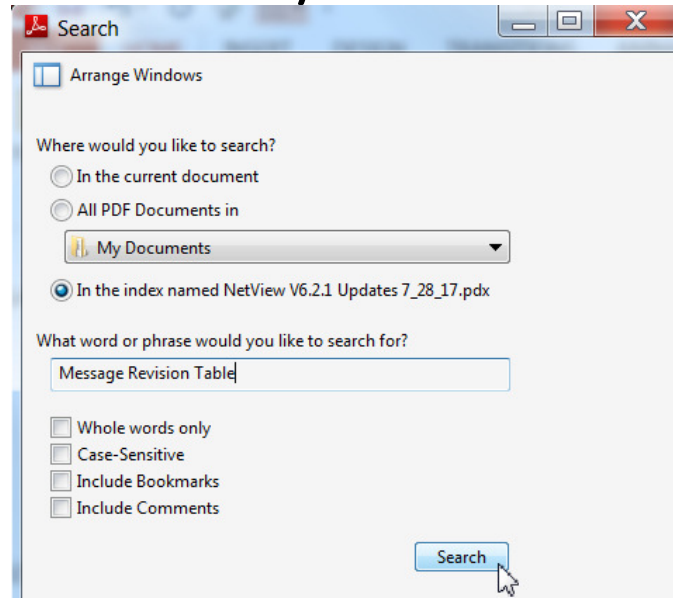 Search
Arrange Windows
Where would you like to search?
In the current document
All PDF Documents in
My Documents
In the index named NetView V6.2.1 Updates 7_28_17.pdx
What word or phrase would you like to search for?
Message Revision Table
Whole words only
Case-Sensitive
Include Bookmarks
Include Comments
Search